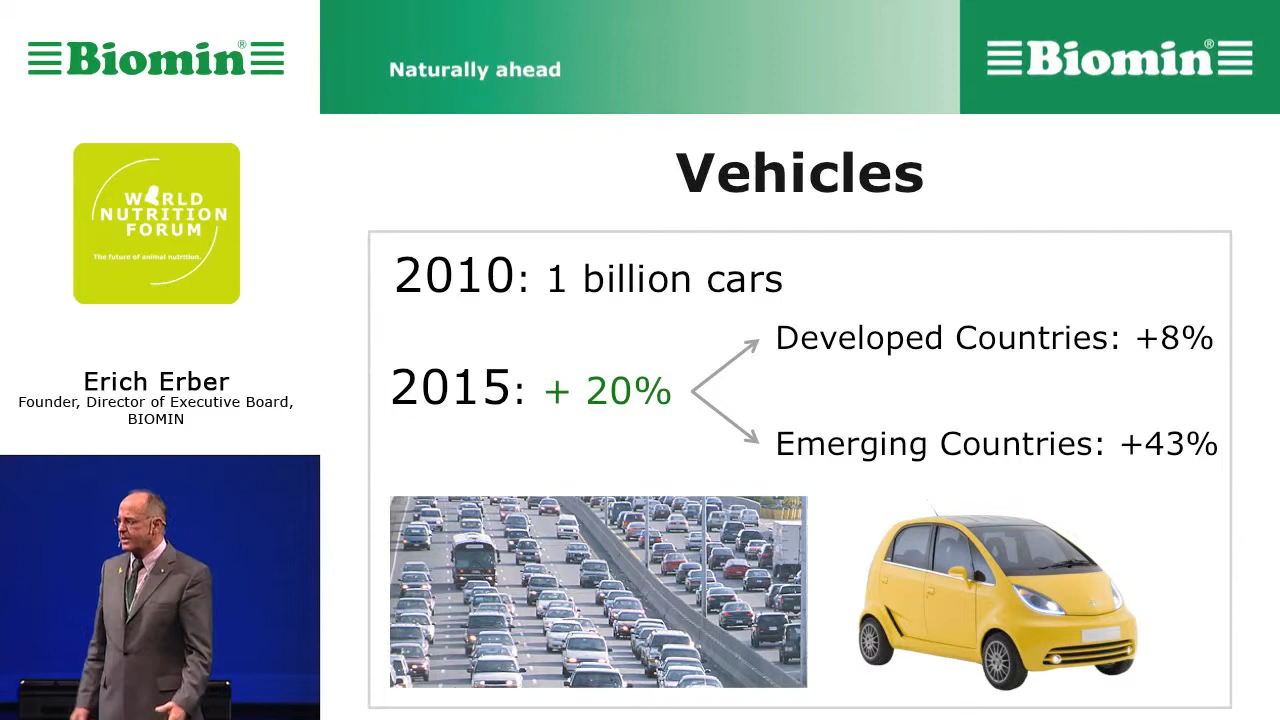 Biomin®
Naturally ahead
Biomin®
WORLD
NUTRITION
FORUM
The future of animal nutrition.
Erich Erber
Founder, Director of Executive Board,
BIOMIN
Vehicles
2010: 1 billion cars
Developed Countries: +8%
2015: + 20%
Emerging Countries: +43%